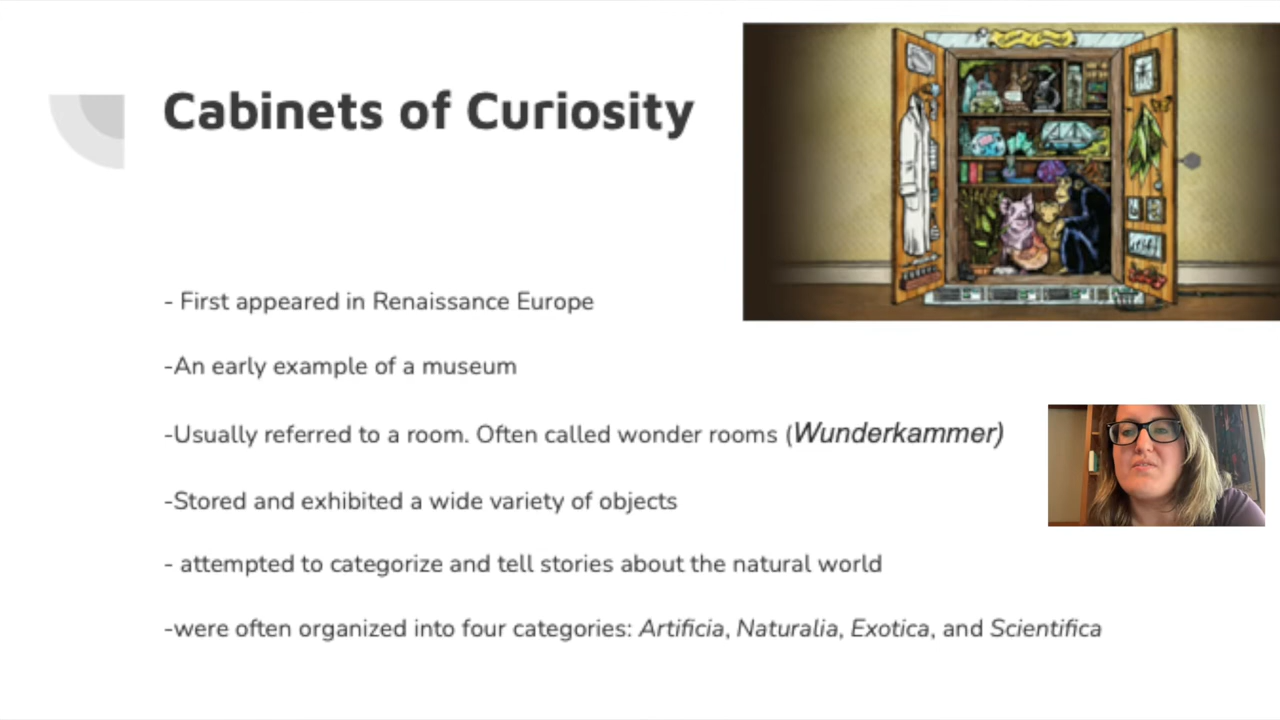 Cabinets of Curiosity
- First appeared in Renaissance Europe
-An early example of a museum
-Usually referred to a room. Often called wonder rooms (Wunderkammer)
-Stored and exhibited a wide variety of objects
- attempted to categorize and tell stories about the natural world
-were often organized into four categories: Artificia, Naturalia, Exotica, and Scientifica